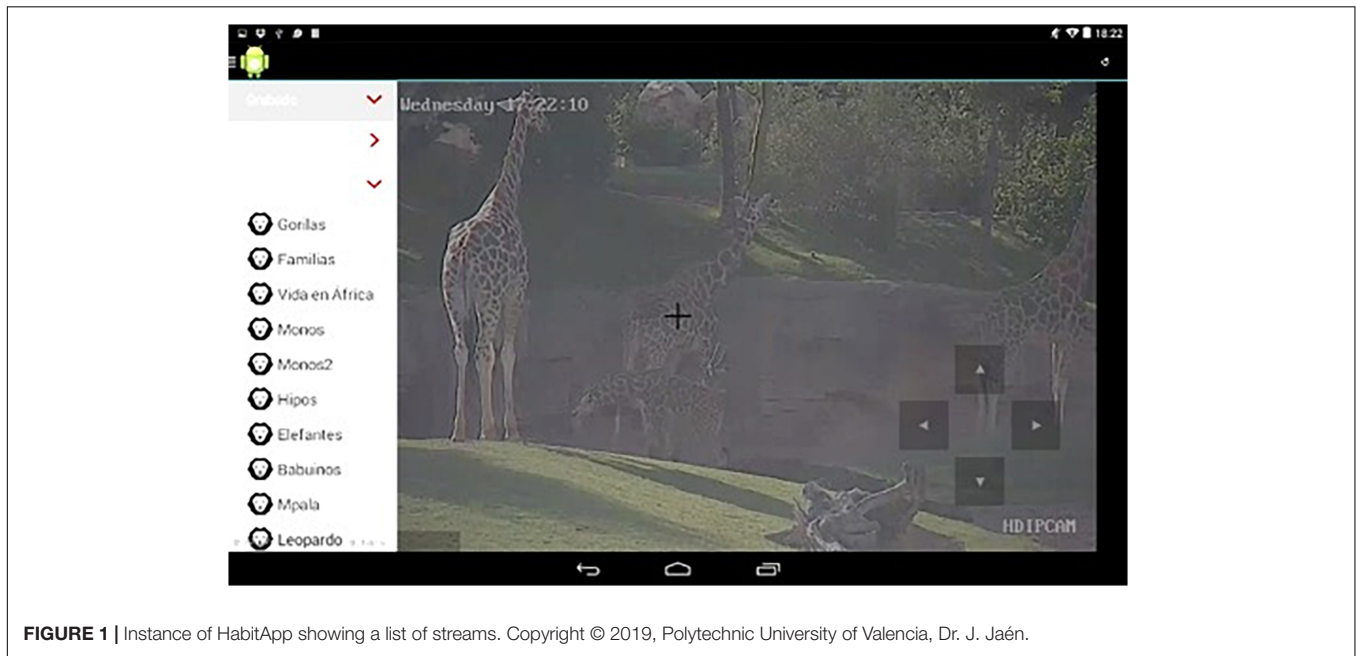 18:22
Wednesday 17:22:10
Gorilas
Familias
Vida en África
Monos
Monos2
Hipos
Elefantes
Babuinos
Mpala
Leopardo
HDIPCAM
FIGURE 1 | Instance of HabitApp showing a list of streams. Copyright © 2019, Polytechnic University of Valencia, Dr. J. Jaén.